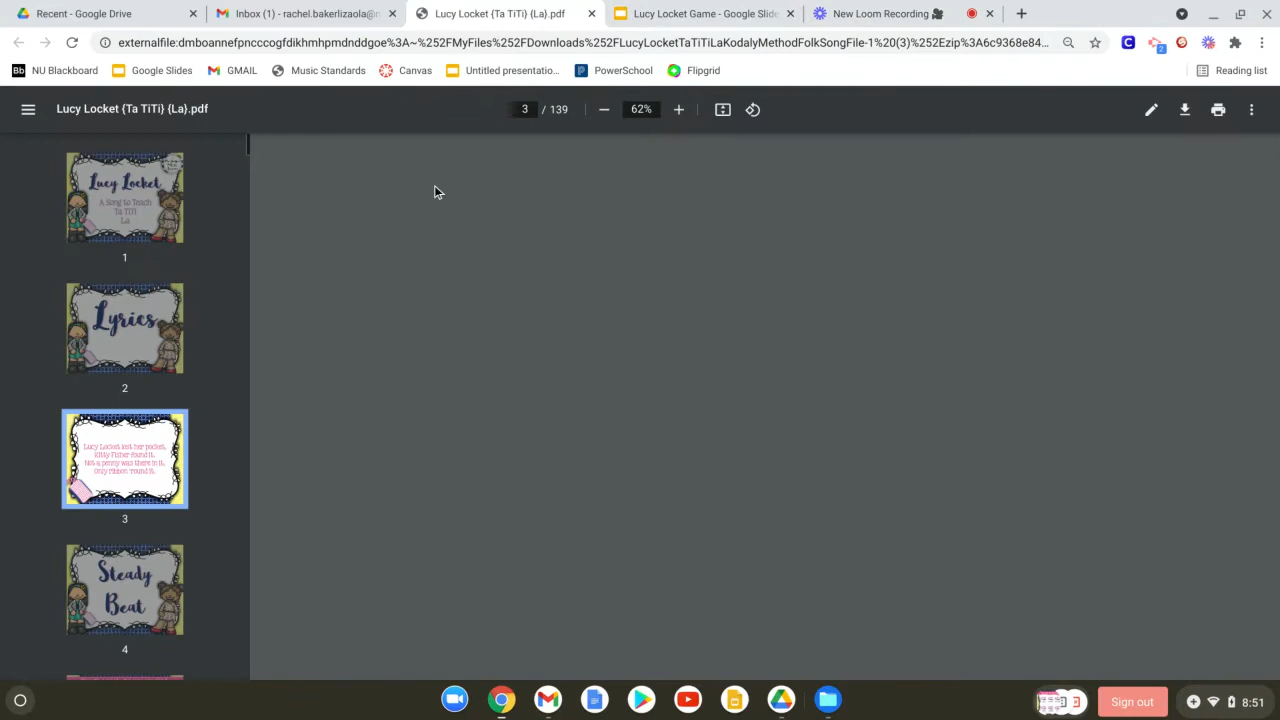 Recent - Google Drive
Inbox (1) - rachel.bakerlizaola@n
Lucy Locket {Ta TiTi} {La}.pdf
Lucy Locket Game - Google Slide
New Loom Recording
externalfile:dmboannefpncccogfdikhmhpmdnddgoe%3A~%252FMyFiles%252FDownloads%252FLucyLocketTaTiTiLaKodalyMethodFolkSongFile-1%20(3)%252Ezip%3A6c9368e84...
2
Bb NU Blackboard
Google Slides
GMAIL
Music Standards
Canvas
Untitled presentatio...
PowerSchool
Flipgrid
Reading list
Lucy Locket {Ta TiTi} {La}.pdf
3 / 139
62%
Lucy Locket
A Song to Teach
Ta TiTi
La
1
Lyrics
2
Lucy Locket lost her pocket,
Kitty Fisher found it.
Not a penny was there in it,
Only ribbon 'round it.
3
Steady
Beat
4
Sign out
8:51